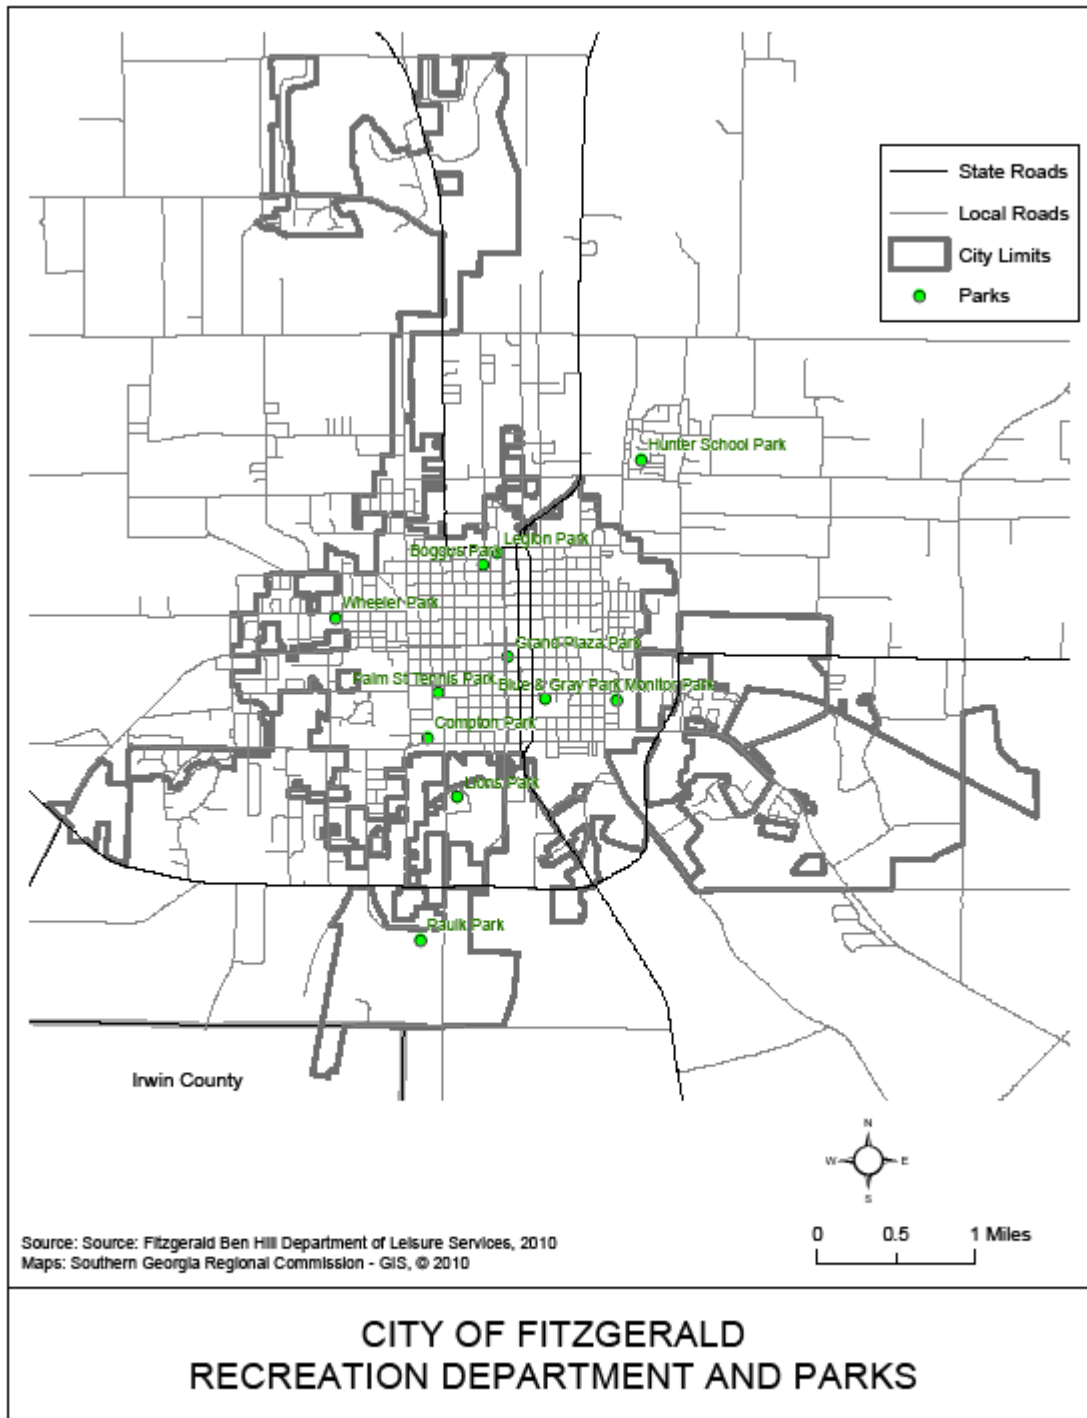 State Roads
Local Roads
City Limits
Parks
Hunter School Park
Legion Park
Boggus Park
Wheeler Park
Grand Plaza Park
Palm St Tennis Park
Blue & Gray Park
Monitor Park
Compton Park
Lions Park
Paulk Park
Irwin County
N
W
E
S
0 0.5 1 Miles
Source: Source: Fitzgerald Ben Hill Department of Leisure Services, 2010
Maps: Southern Georgia Regional Commission - GIS, © 2010
CITY OF FITZGERALD
RECREATION DEPARTMENT AND PARKS